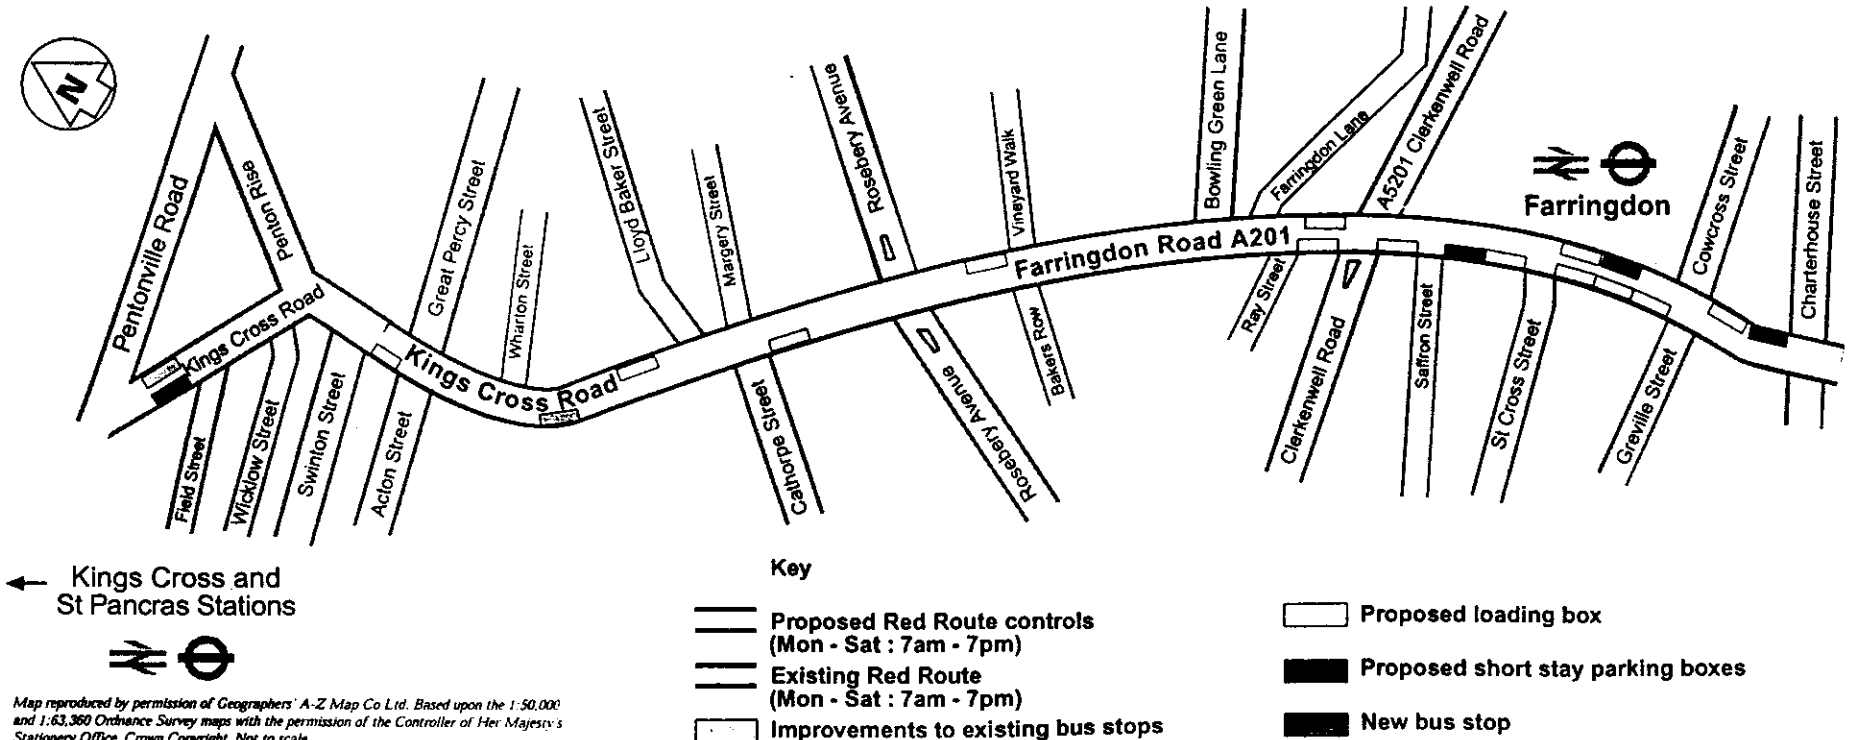 N
Pentonville Road
Penton Rise
Kings Cross Road
Great Percy Street
Wharton Street
Lloyd Baker Street
Margery Street
Rosebery Avenue
Vineyard Walk
Bowling Green Lane
Farringdon Lane
A5201 Clerkenwell Road
Farringdon
Cowcross Street
Charterhouse Street
Kings Cross Road
Farringdon Road A201
Field Street
Wicklow Street
Swinton Street
Acton Street
Cathorpe Street
Rosebery Avenue
Bakers Row
Ray Street
Clerkenwell Road
Saffron Street
St Cross Street
Greville Street
Kings Cross and
St Pancras Stations
Key
Proposed Red Route controls
(Mon - Sat : 7am - 7pm)
Existing Red Route
(Mon - Sat : 7am - 7pm)
Improvements to existing bus stops
Proposed loading box
Proposed short stay parking boxes
New bus stop
Map reproduced by permission of Geographers' A-Z Map Co Ltd. Based upon the 1:50,000
and 1:63,360 Ordnance Survey maps with the permission of the Controller of Her Majesty's
Stationery Office, Crown Copyright. Not to scale